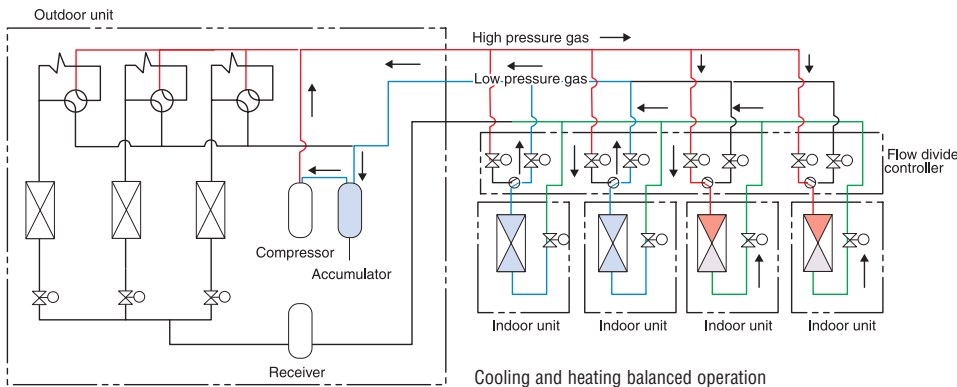 Outdoor unit
High pressure gas
Low pressure gas
Flow divide
controller
Compressor
Accumulator
Receiver
Indoor unit
Indoor unit
Indoor unit
Indoor unit
Cooling and heating balanced operation